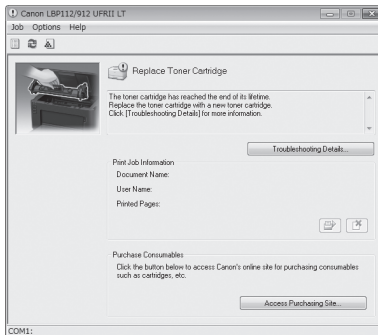 Canon LBP112/912 UFRII LT
Job Options Help
Replace Toner Cartridge
The toner cartridge has reached the end of its lifetime.
Replace the toner cartridge with a new toner cartridge.
Click [Troubleshooting Details] for more information.
Troubleshooting Details...
Print Job Information
Document Name:
User Name:
Printed Pages:
Purchase Consumables
Click the button below to access Canon's online site for purchasing consumables
such as cartridges, etc.
Access Purchasing Site...
COM1: